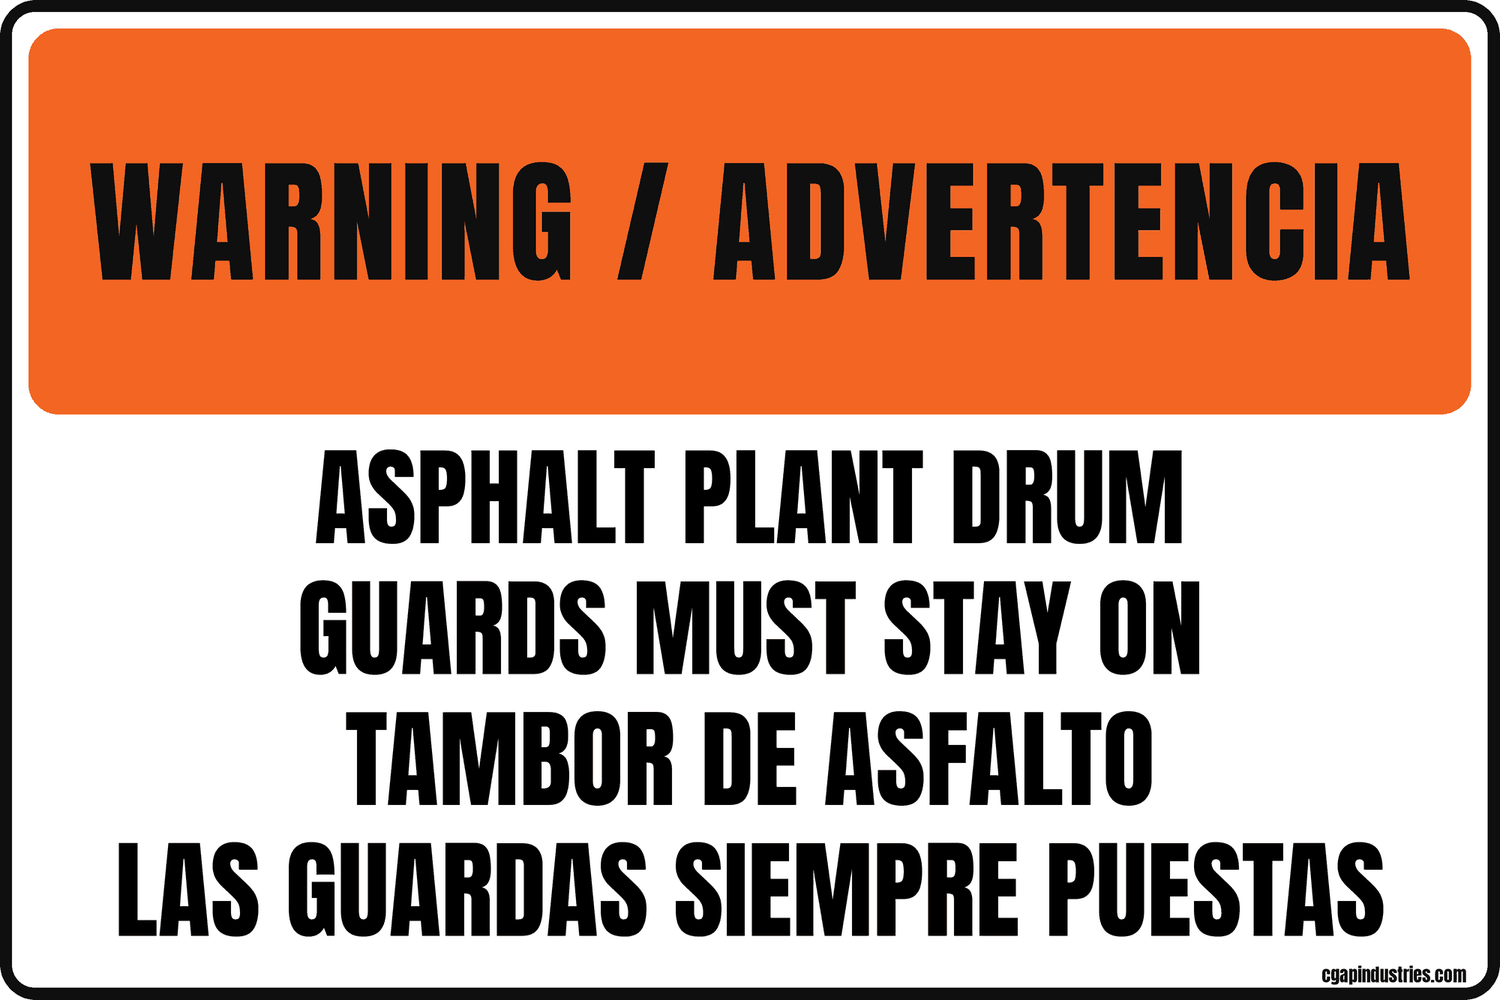 WARNING / ADVERTENCIA
ASPHALT PLANT DRUM
GUARDS MUST STAY ON
TAMBOR DE ASFALTO
LAS GUARDAS SIEMPRE PUESTAS
cgapindustries.com